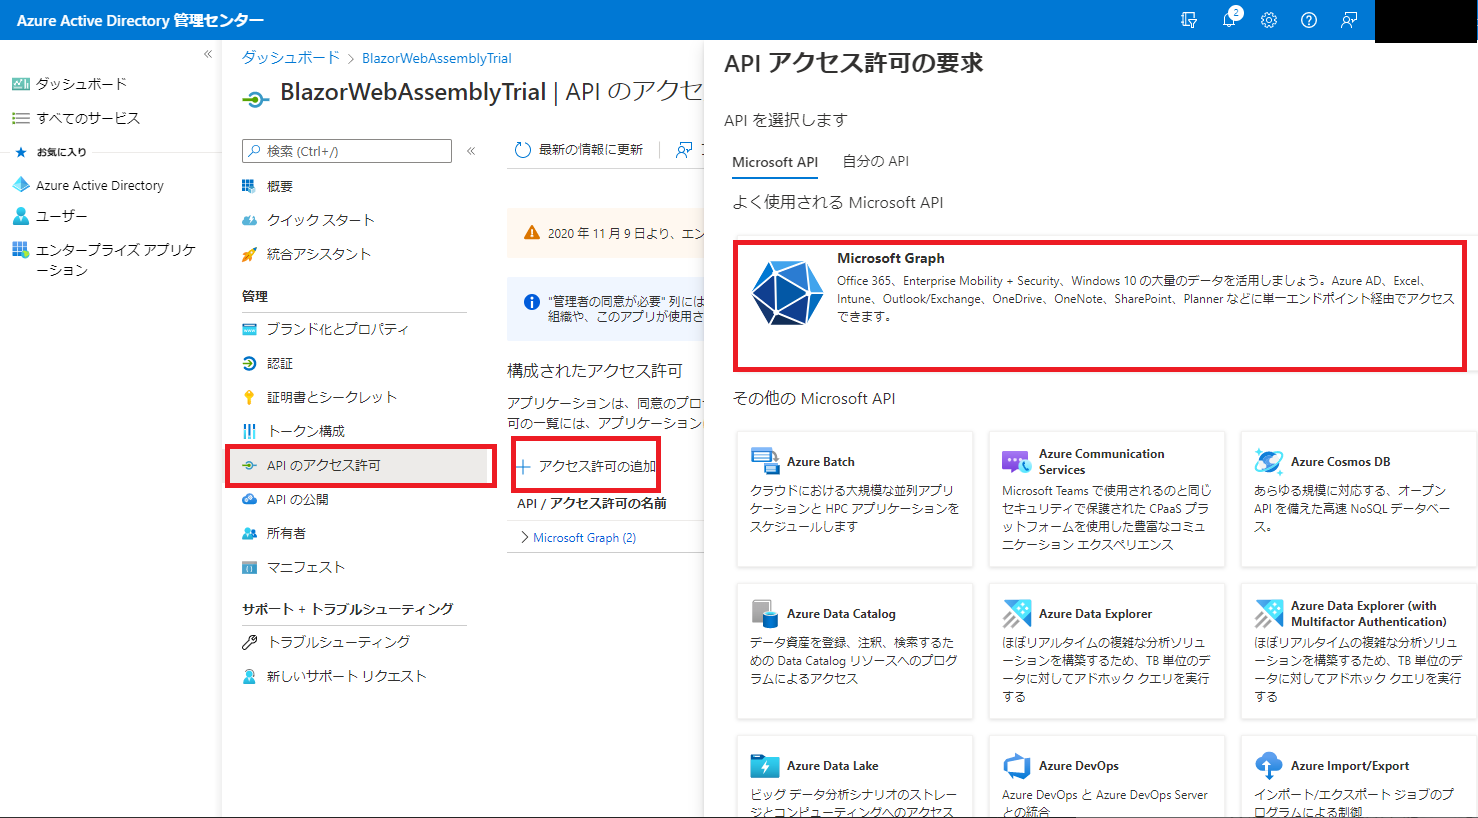 Azure Active Directory 管理センター
2
ダッシュボード
すべてのサービス
お気に入り
Azure Active Directory
ユーザー
エンタープライズ アプリケ
ーション
ダッシュボード > BlazorWebAssemblyTrial
BlazorWebAssemblyTrial | API のアクセ
検索 (Ctrl+/)
概要
クイック スタート
統合アシスタント
管理
ブランド化とプロパティ
認証
証明書とシークレット
トークン構成
API のアクセス許可
API の公開
所有者
マニフェスト
サポート + トラブルシューティング
トラブルシューティング
新しいサポート リクエスト
最新の情報に更新
2020 年 11 月 9 日より、エン
"管理者の同意が必要" 列には
組織や、このアプリが使用さ
構成されたアクセス許可
アプリケーションは、同意のプロ
可の一覧には、アプリケーション
アクセス許可の追加
API / アクセス許可の名前
Microsoft Graph (2)
API アクセス許可の要求
API を選択します
Microsoft API
自分の API
よく使用される Microsoft API
Microsoft Graph
Office 365、Enterprise Mobility + Security、Windows 10 の大量のデータを活用しましょう。Azure AD、Excel、
Intune、Outlook/Exchange、OneDrive、OneNote、SharePoint、Planner などに単一エンドポイント経由でアクセス
できます。
その他の Microsoft API
Azure Batch
クラウドにおける大規模な並列アプリ
ケーションと HPC アプリケーションを
スケジュールします
Azure Communication
Services
Microsoft Teams で使用されるのと同じ
セキュリティで保護された CPaaS プラ
ットフォームを使用した豊富なコミュ
ニケーション エクスペリエンス
Azure Cosmos DB
あらゆる規模に対応する、オープン
API を備えた高速 NoSQL データベー
ス。
Azure Data Catalog
データ資産を登録、注釈、検索するた
めの Data Catalog リソースへのプログ
ラムによるアクセス
Azure Data Explorer
ほぼリアルタイムの複雑な分析ソリュ
ーションを構築するため、TB 単位のデ
ータに対してアドホック クエリを実行
する
Azure Data Explorer (with
Multifactor Authentication)
ほぼリアルタイムの複雑な分析ソリュ
ーションを構築するため、TB 単位のデ
ータに対してアドホック クエリを実行
する
Azure Data Lake
ビッグ データ分析シナリオのストレー
ジとコンピューティングへのアクセス
Azure DevOps
Azure DevOps と Azure DevOps Server
との統合
Azure Import/Export
インポート/エクスポート ジョブのプ
ログラムによる制御